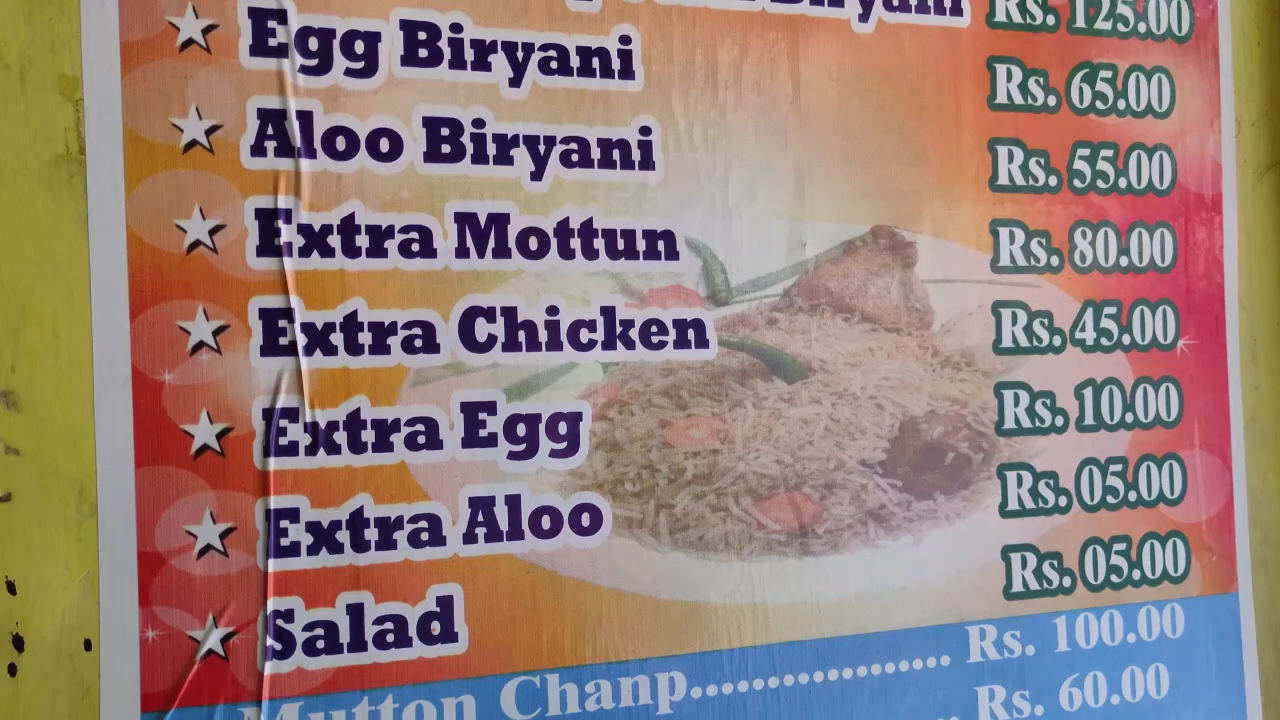 Biryani Rs. 125.00
Egg Biryani Rs. 65.00
Aloo Biryani Rs. 55.00
Extra Mottun Rs. 80.00
Extra Chicken Rs. 45.00
Extra Egg Rs. 10.00
Extra Aloo Rs. 05.00
Salad Rs. 05.00
Mutton Chanp................. Rs. 100.00
Rs. 60.00